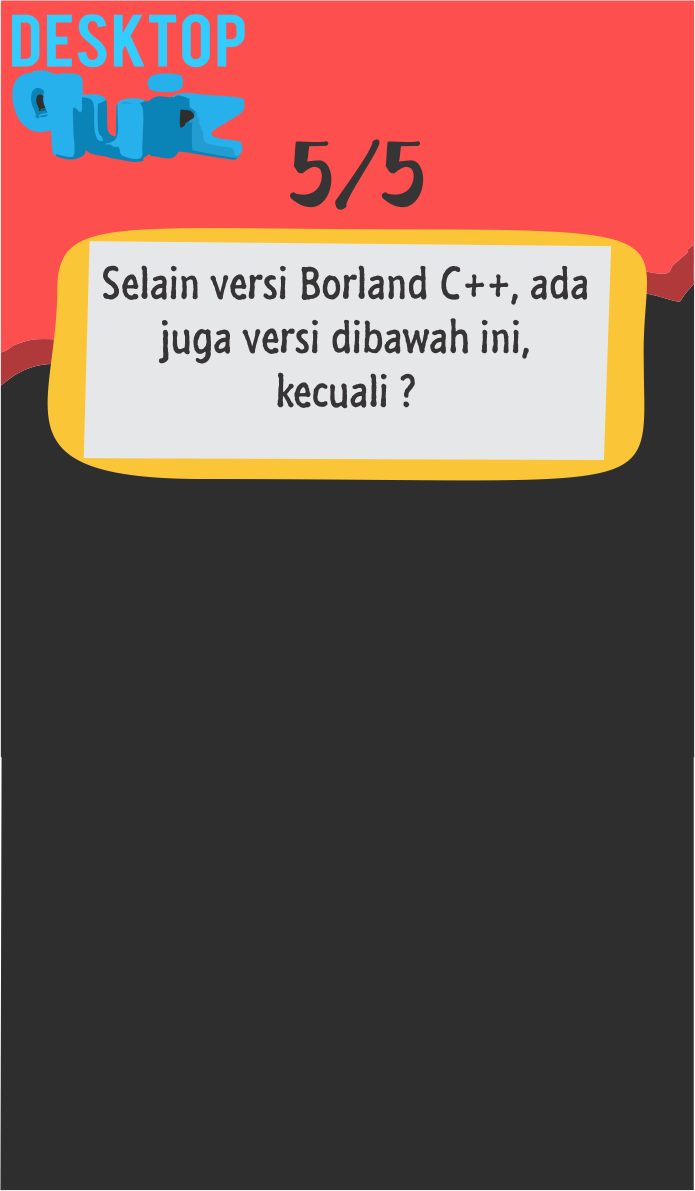 DESKTOP
quiz
5/5
Selain versi Borland C++, ada
juga versi dibawah ini,
kecuali ?